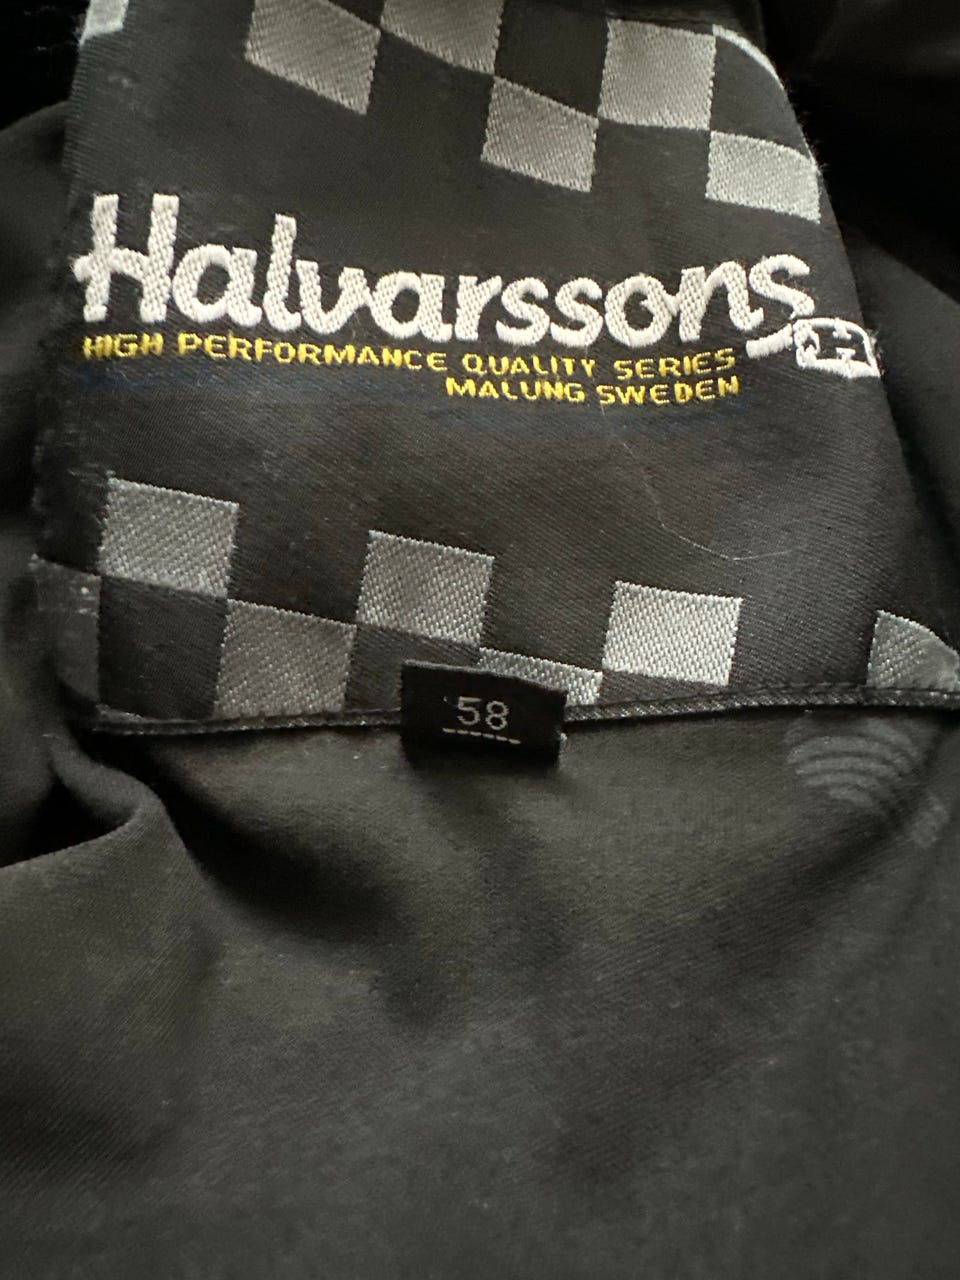 Halvarssons
HIGH PERFORMANCE QUALITY SERIES
MALUNG SWEDEN
58